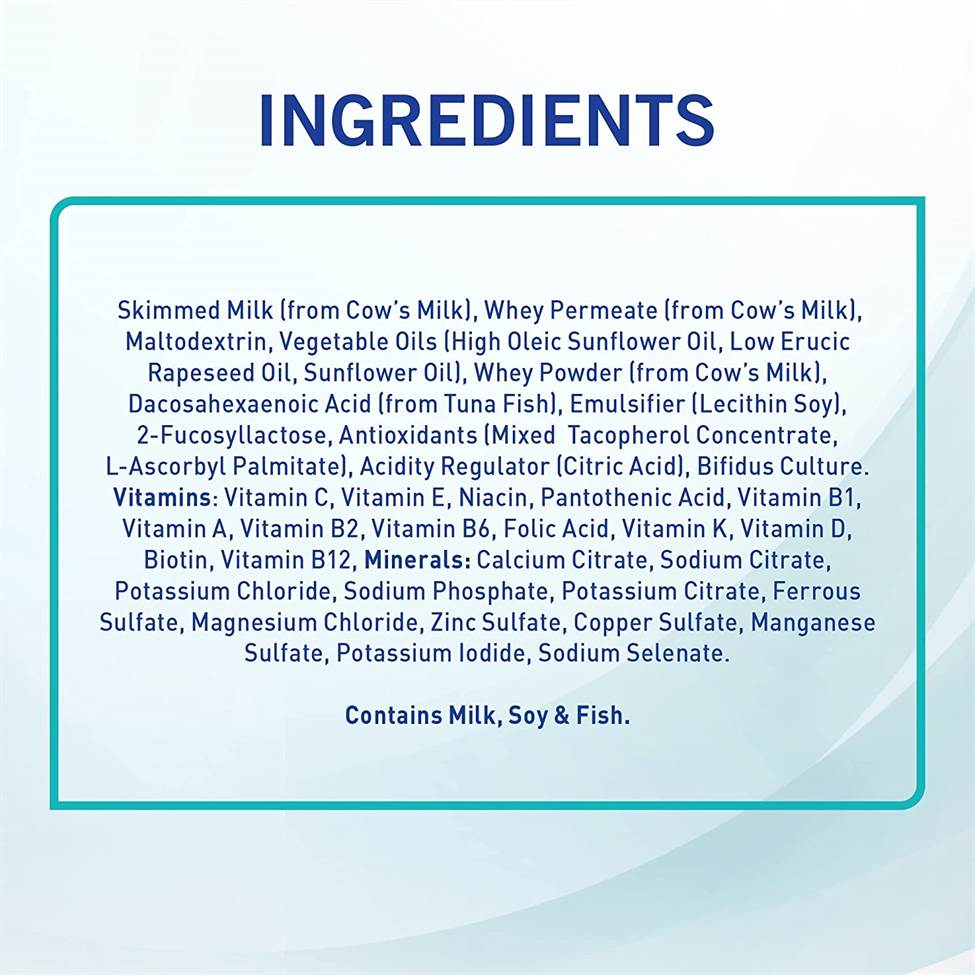 INGREDIENTS
Skimmed Milk (from Cow's Milk), Whey Permeate (from Cow's Milk),
Maltodextrin, Vegetable Oils (High Oleic Sunflower Oil, Low Erucic
Rapeseed Oil, Sunflower Oil), Whey Powder (from Cow's Milk),
Dacosahexaenoic Acid (from Tuna Fish), Emulsifier (Lecithin Soy),
2-Fucosyllactose, Antioxidants (Mixed Tacopherol Concentrate,
L-Ascorbyl Palmitate), Acidity Regulator (Citric Acid), Bifidus Culture.
Vitamins: Vitamin C, Vitamin E, Niacin, Pantothenic Acid, Vitamin B1,
Vitamin A, Vitamin B2, Vitamin B6, Folic Acid, Vitamin K, Vitamin D,
Biotin, Vitamin B12, Minerals: Calcium Citrate, Sodium Citrate,
Potassium Chloride, Sodium Phosphate, Potassium Citrate, Ferrous
Sulfate, Magnesium Chloride, Zinc Sulfate, Copper Sulfate, Manganese
Sulfate, Potassium Iodide, Sodium Selenate.
Contains Milk, Soy & Fish.